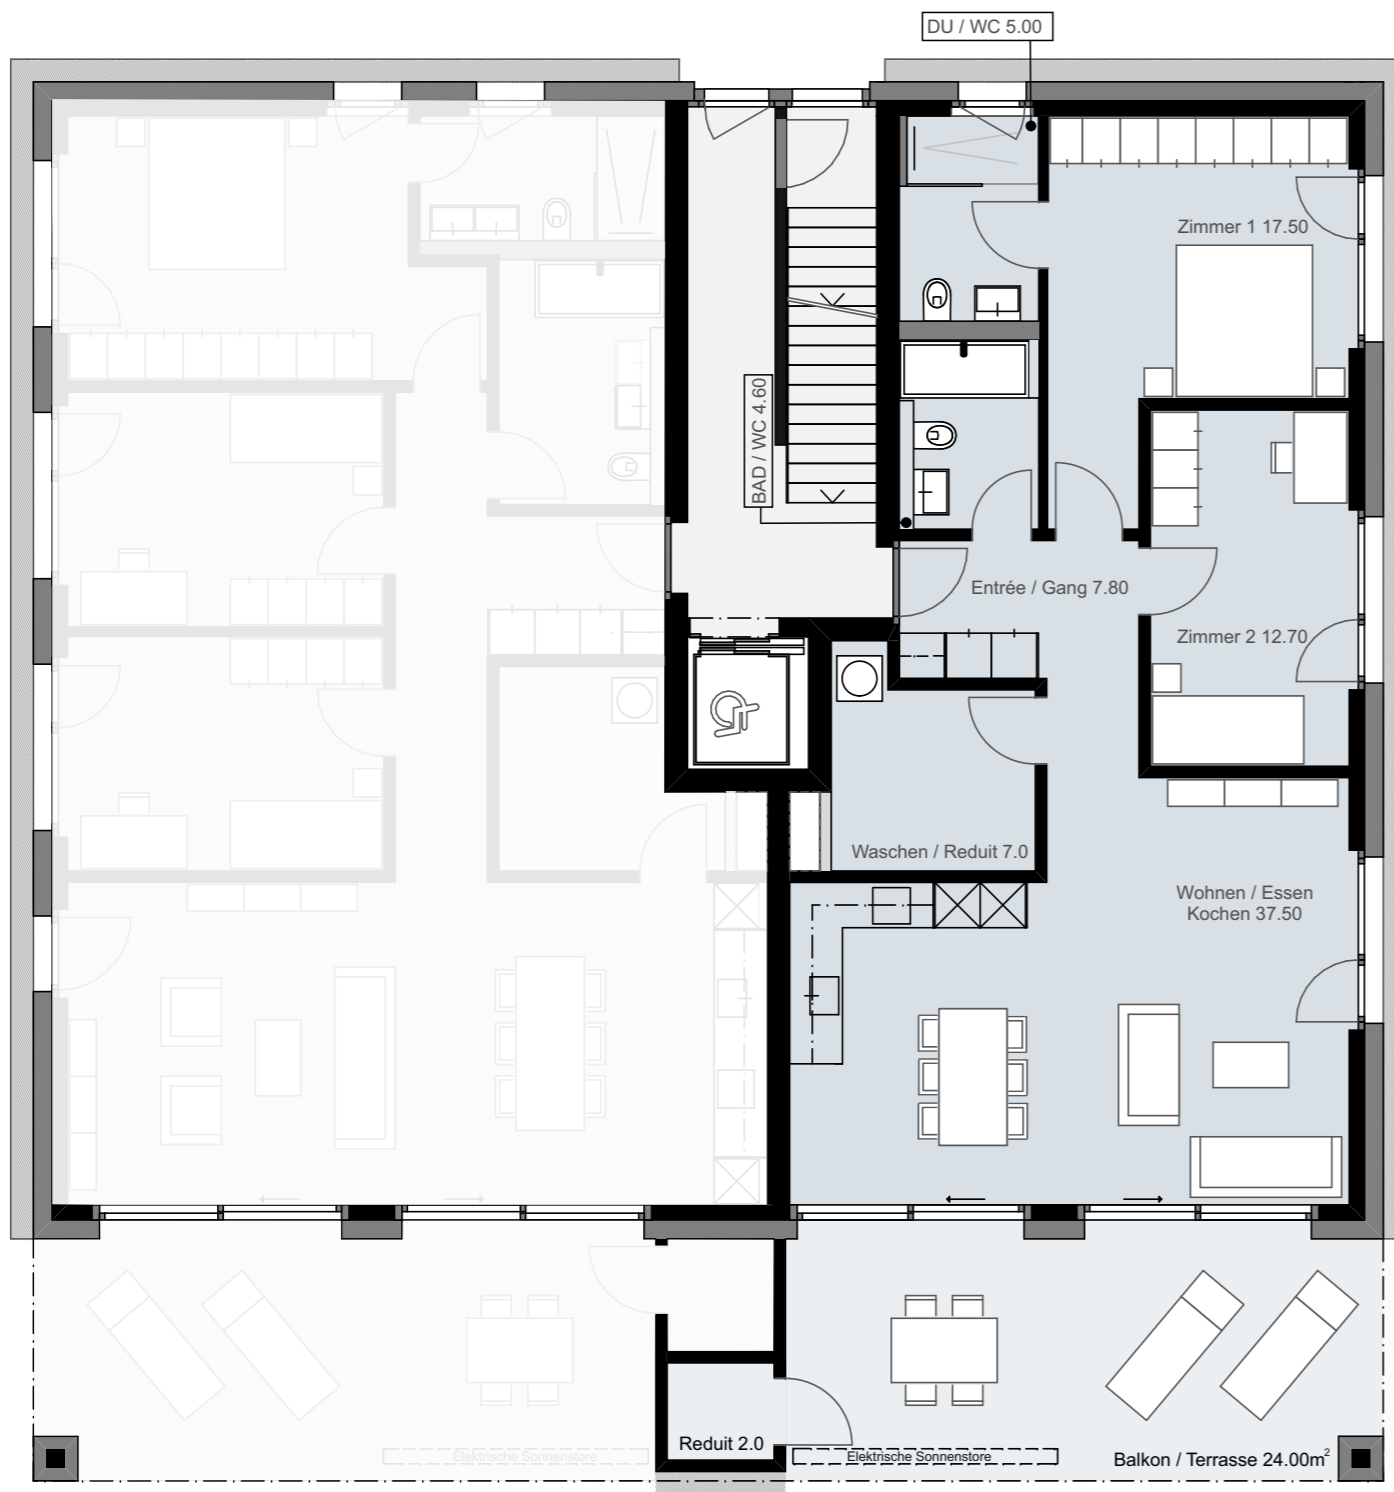 DU / WC 5.00
Zimmer 1 17.50
BAD / WC 4.60
Entrée / Gang 7.80
Zimmer 2 12.70
Waschen / Reduit 7.0
Wohnen / Essen
Kochen 37.50
Reduit 2.0
Elektrische Sonnenstore
Elektrische Sonnenstore
Balkon / Terrasse 24.00m²